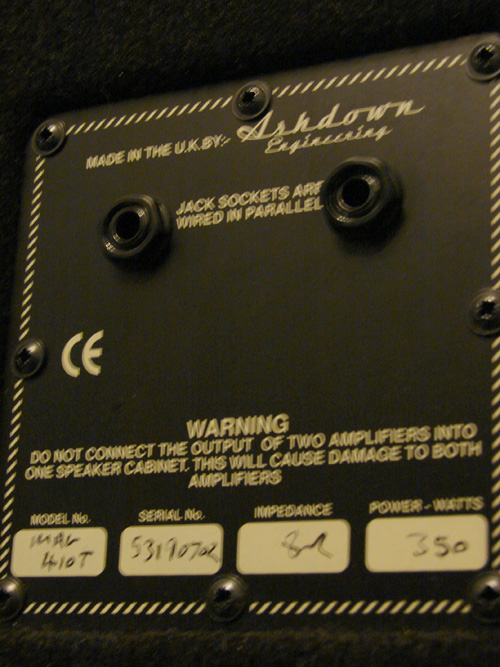 MADE IN THE U.K. BY:- Ashdown
Engineering
JACK SOCKETS ARE
WIRED IN PARALLEL
CE
WARNING
DO NOT CONNECT THE OUTPUT OF TWO AMPLIFIERS INTO
ONE SPEAKER CABINET. THIS WILL CAUSE DAMAGE TO BOTH
AMPLIFIERS
MODEL No. SERIAL No. IMPEDANCE POWER - WATTS
MAG 8Ω 350
410T